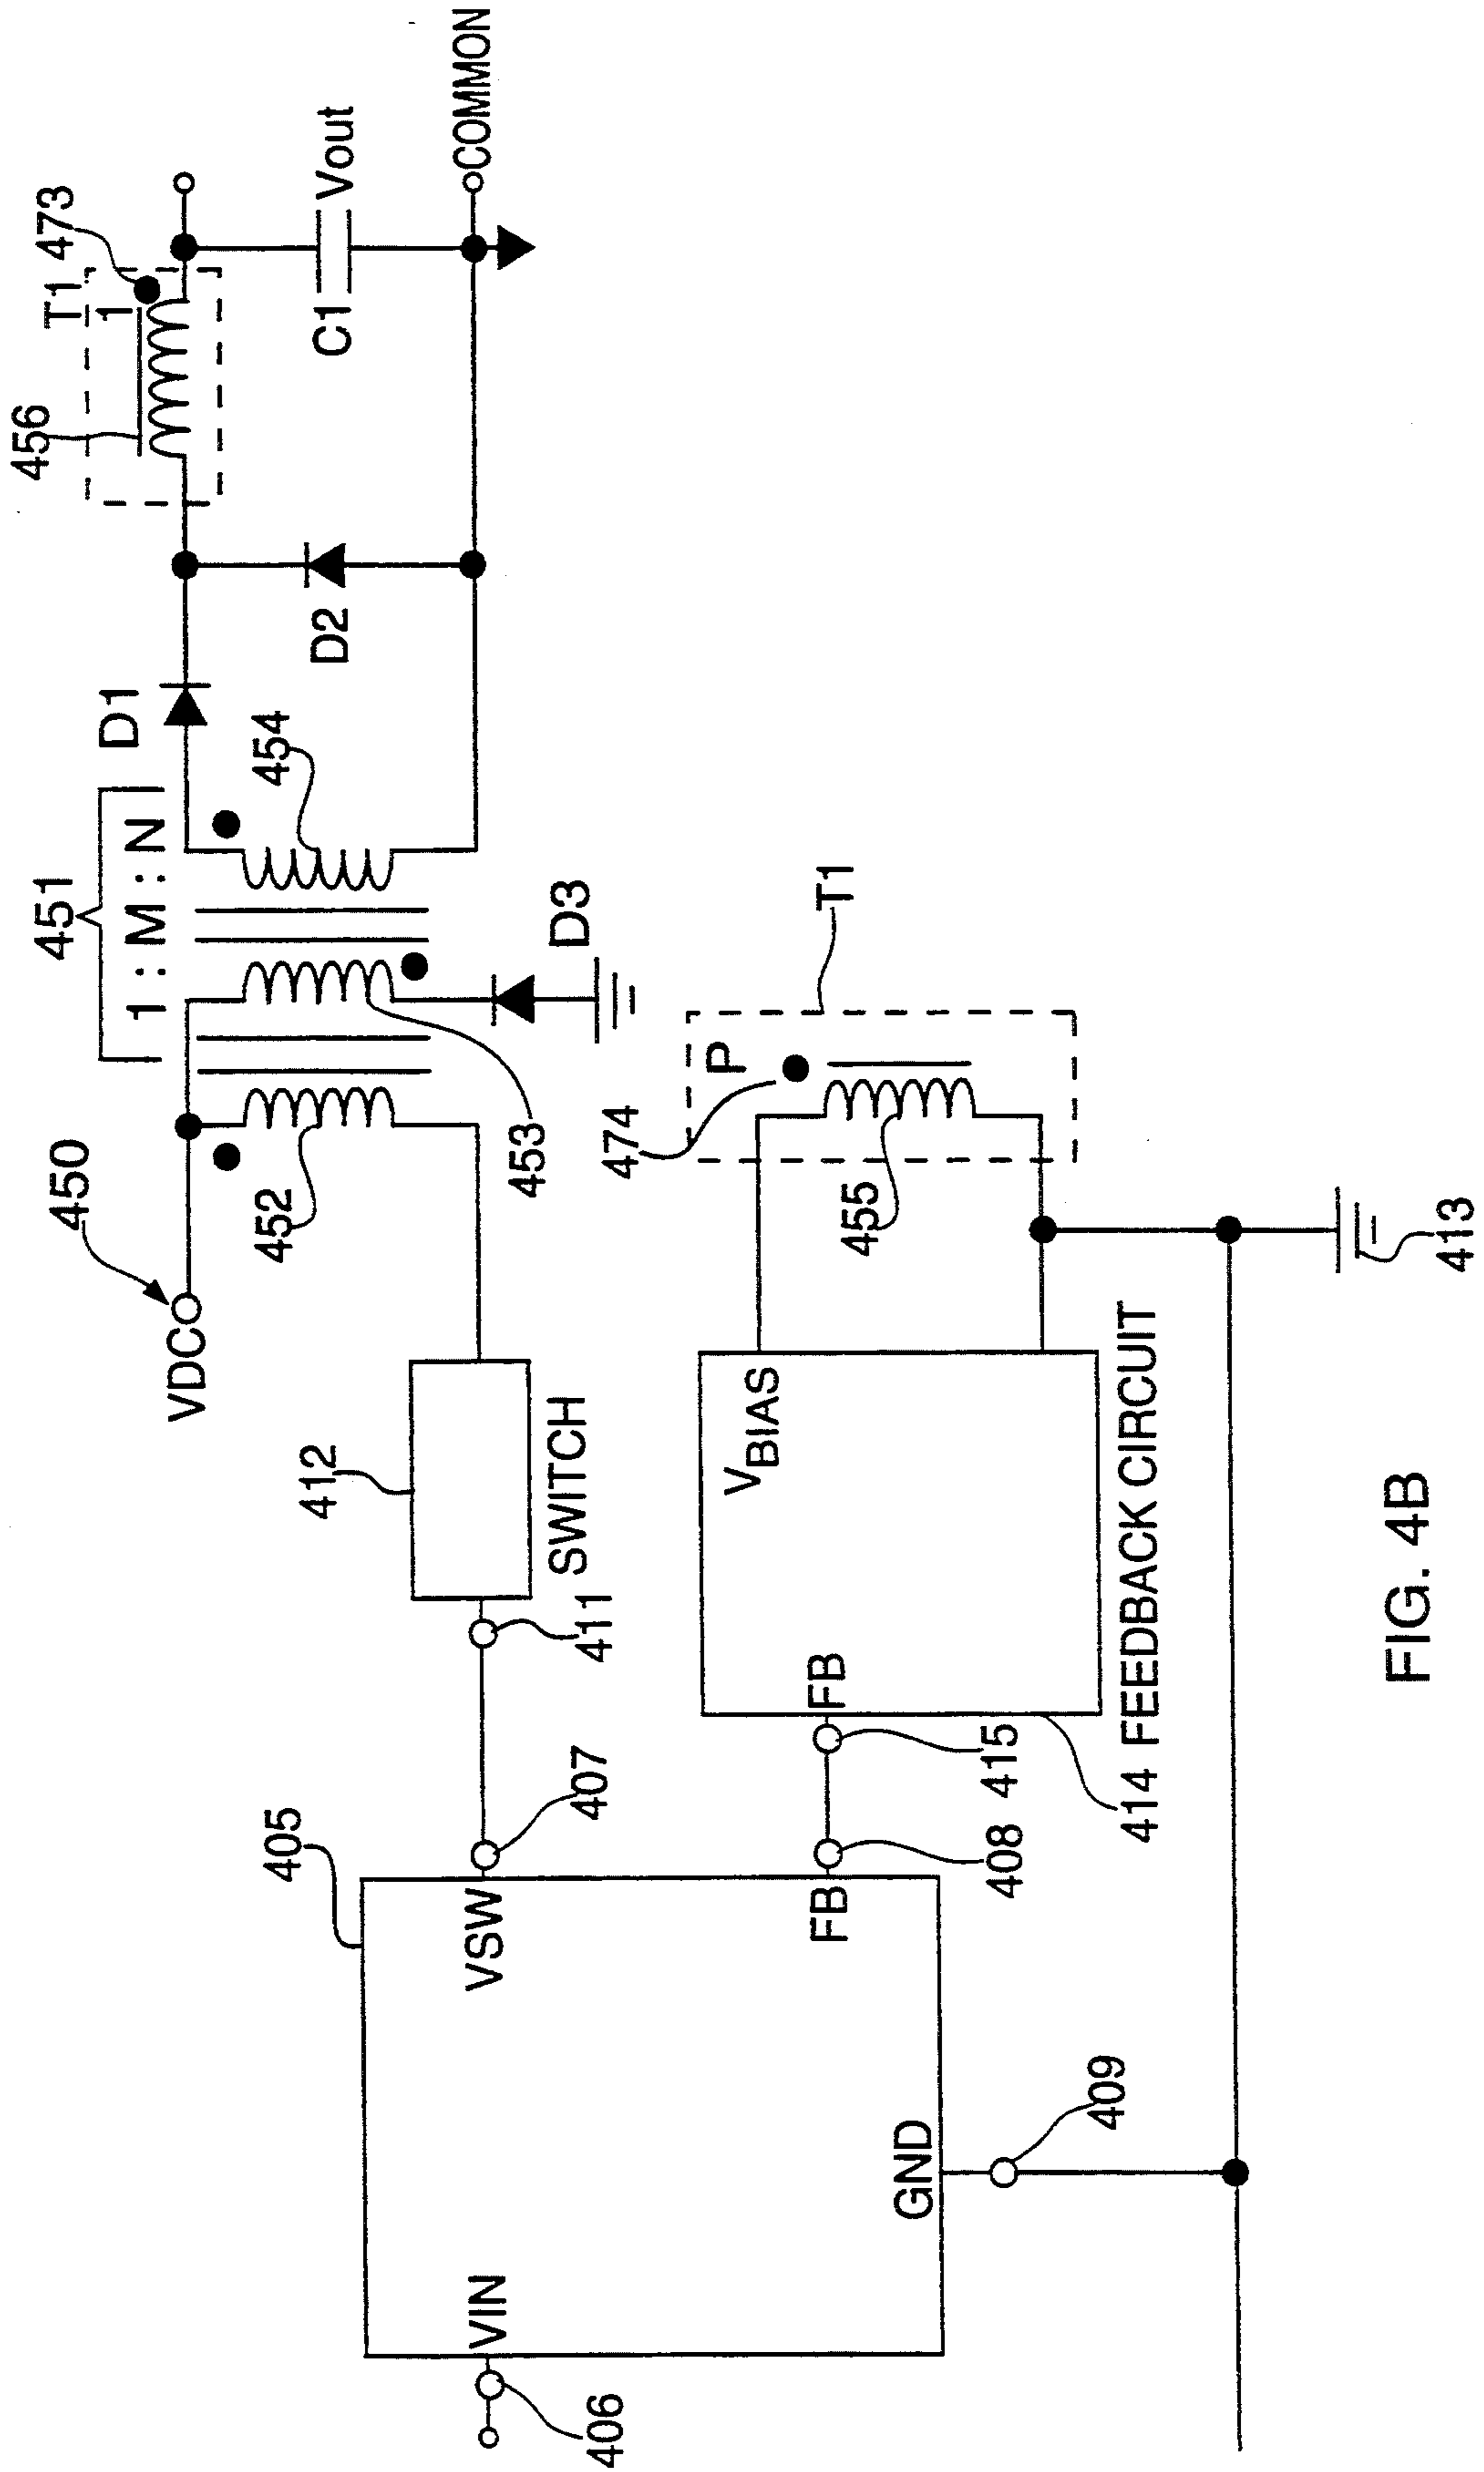 450
VDC
451
1 : M : N
D1
456
T1
1
473
452
453
454
D3
D2
C1
Vout
COMMON
412
SWITCH
411
407
405
VSW
VIN
406
FB
408
415
FB
VBIAS
474
P
T1
455
414 FEEDBACK CIRCUIT
GND
409
413
FIG. 4B